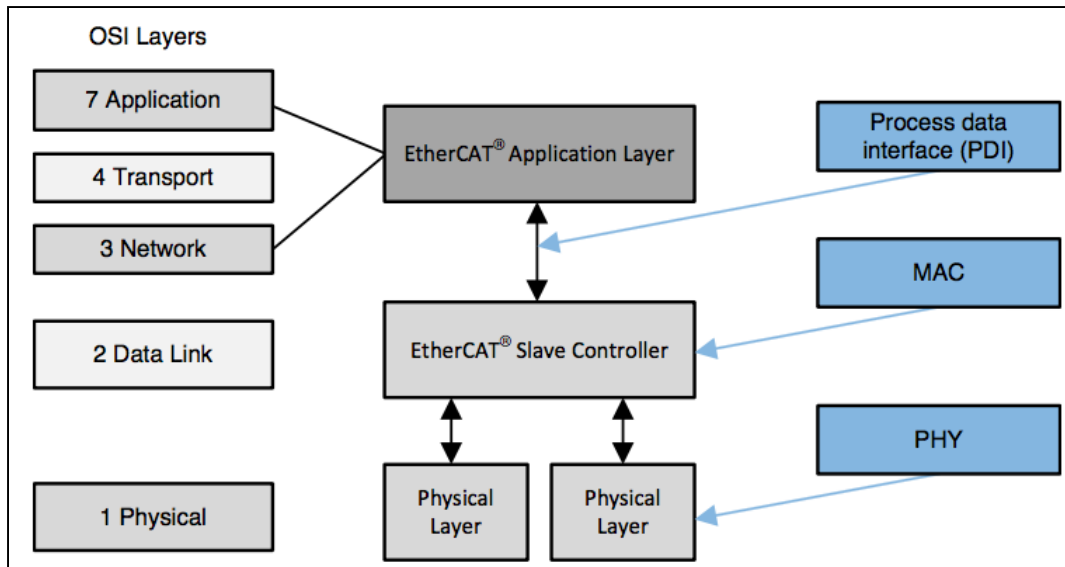 OSI Layers
7 Application
4 Transport
3 Network
2 Data Link
1 Physical
EtherCAT® Application Layer
EtherCAT® Slave Controller
Physical
Layer
Physical
Layer
Process data
interface (PDI)
MAC
PHY